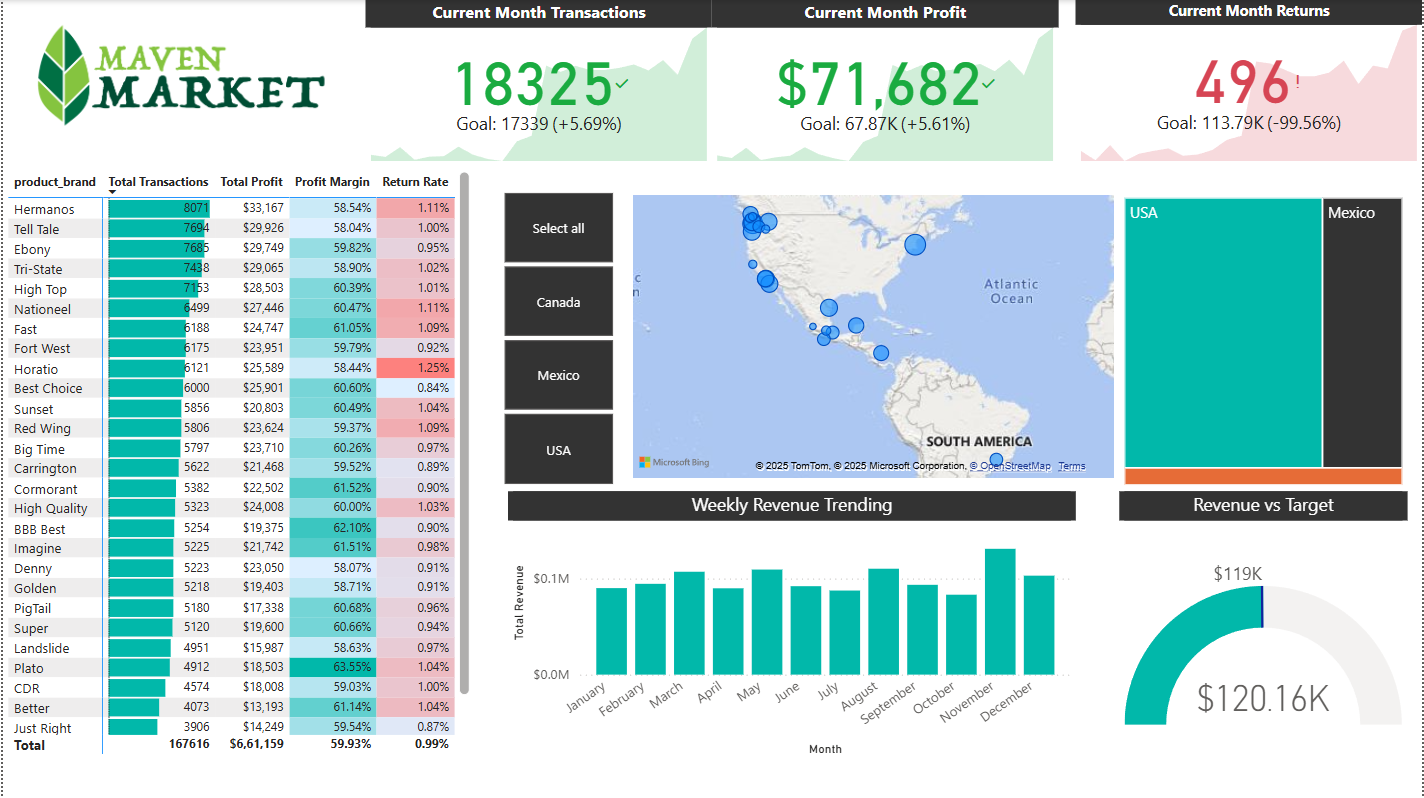 MAVEN
MARKET
Current Month Transactions
18325
Goal: 17339 (+5.69%)
Current Month Profit
$71,682
Goal: 67.87K (+5.61%)
Current Month Returns
496!
Goal: 113.79K (-99.56%)
product_brand Total Transactions Total Profit Profit Margin Return Rate
Hermanos 8071 $33,167 58.54% 1.11%
Tell Tale 7694 $29,926 58.04% 1.00%
Ebony 7685 $29,749 59.82% 0.95%
Tri-State 7438 $29,065 58.90% 1.02%
High Top 7153 $28,503 60.39% 1.01%
Nationeel 6499 $27,446 60.47% 1.11%
Fast 6188 $24,747 61.05% 1.09%
Fort West 6175 $23,951 59.79% 0.92%
Horatio 6121 $25,589 58.44% 1.25%
Best Choice 6000 $25,901 60.60% 0.84%
Sunset 5856 $20,803 60.49% 1.04%
Red Wing 5806 $23,624 59.37% 1.09%
Big Time 5797 $23,710 60.26% 0.97%
Carrington 5622 $21,468 59.52% 0.89%
Cormorant 5382 $22,502 61.52% 0.90%
High Quality 5323 $24,008 60.00% 1.03%
BBB Best 5254 $19,375 62.10% 0.90%
Imagine 5225 $21,742 61.51% 0.98%
Denny 5223 $23,050 58.07% 0.91%
Golden 5218 $19,403 58.71% 0.91%
PigTail 5180 $17,338 60.68% 0.96%
Super 5120 $19,600 60.66% 0.94%
Landslide 4951 $15,987 58.63% 0.97%
Plato 4912 $18,503 63.55% 1.04%
CDR 4574 $18,008 59.03% 1.00%
Better 4073 $13,193 61.14% 1.04%
Just Right 3906 $14,249 59.54% 0.87%
Total 167616 $6,61,159 59.93% 0.99%
Select all
Canada
Mexico
USA
c
n
Atlantic
Ocean
SOUTH AMERICA
Microsoft Bing
© 2025 TomTom, © 2025 Microsoft Corporation, © OpenStreetMap Terms
USA
Mexico
Weekly Revenue Trending
Total Revenue
$0.1M
$0.0M
January
February
March
April
May
June
July
August
September
October
November
December
Month
Revenue vs Target
$119K
$120.16K